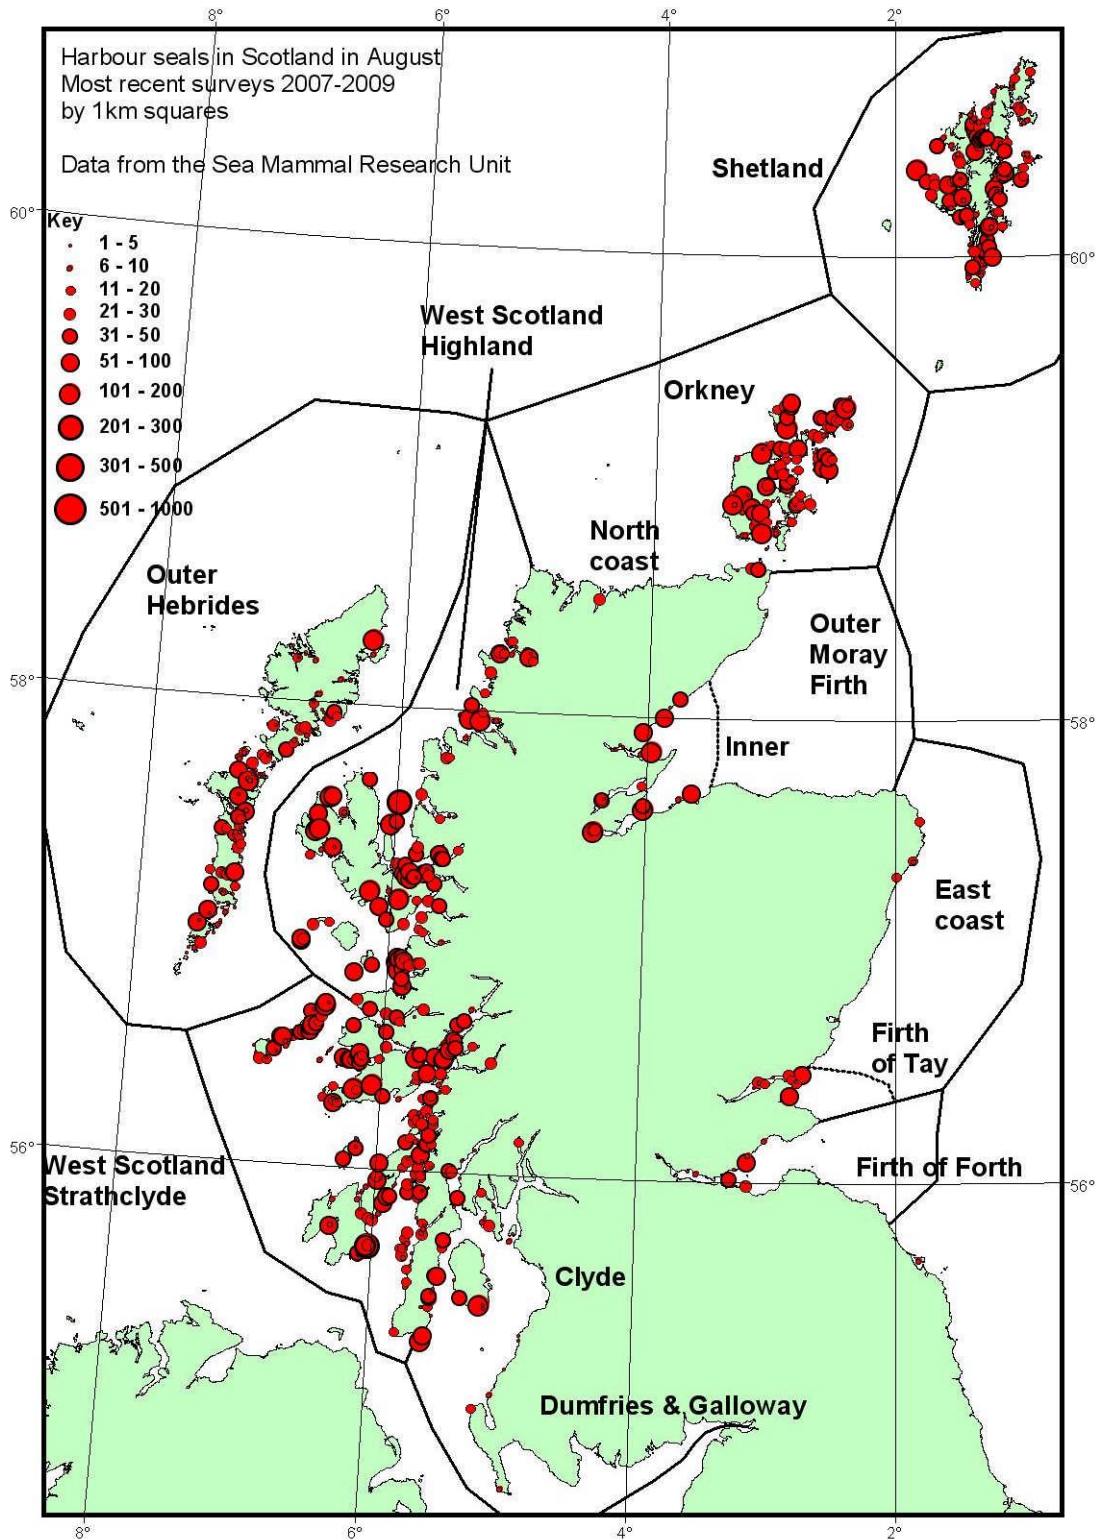 8°
6°
4°
2°
Harbour seals in Scotland in August
Most recent surveys 2007-2009
by 1km squares
Data from the Sea Mammal Research Unit
Shetland
60°
Key
1 - 5
6 - 10
11 - 20
21 - 30
31 - 50
51 - 100
101 - 200
201 - 300
301 - 500
501 - 1000
60°
West Scotland
Highland
Orkney
North
coast
Outer
Hebrides
Outer
Moray
Firth
58°
58°
Inner
East
coast
Firth
of Tay
56°
West Scotland
Strathclyde
Firth of Forth
56°
Clyde
Dumfries & Galloway
8°
6°
4°
2°